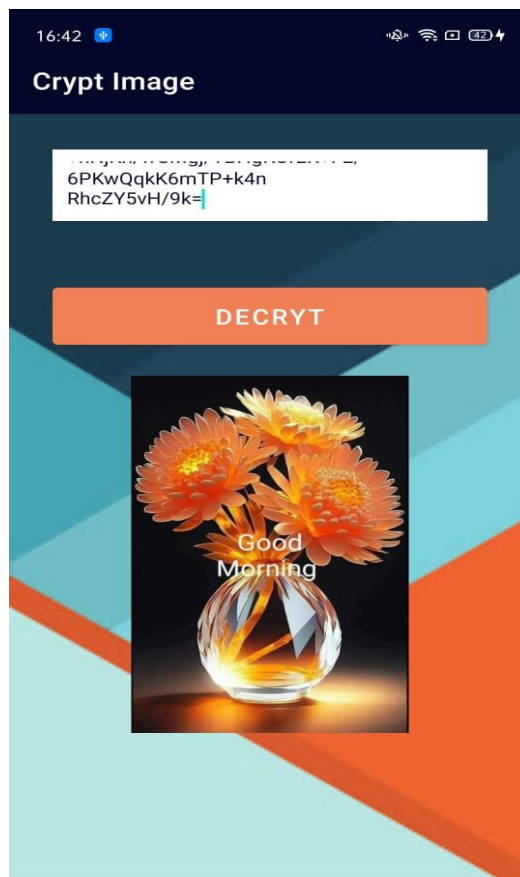 16:42
42
Crypt Image
6PKwQqkK6mTP+k4n
RhcZY5vH/9k=
DECRYT
Good
Morning